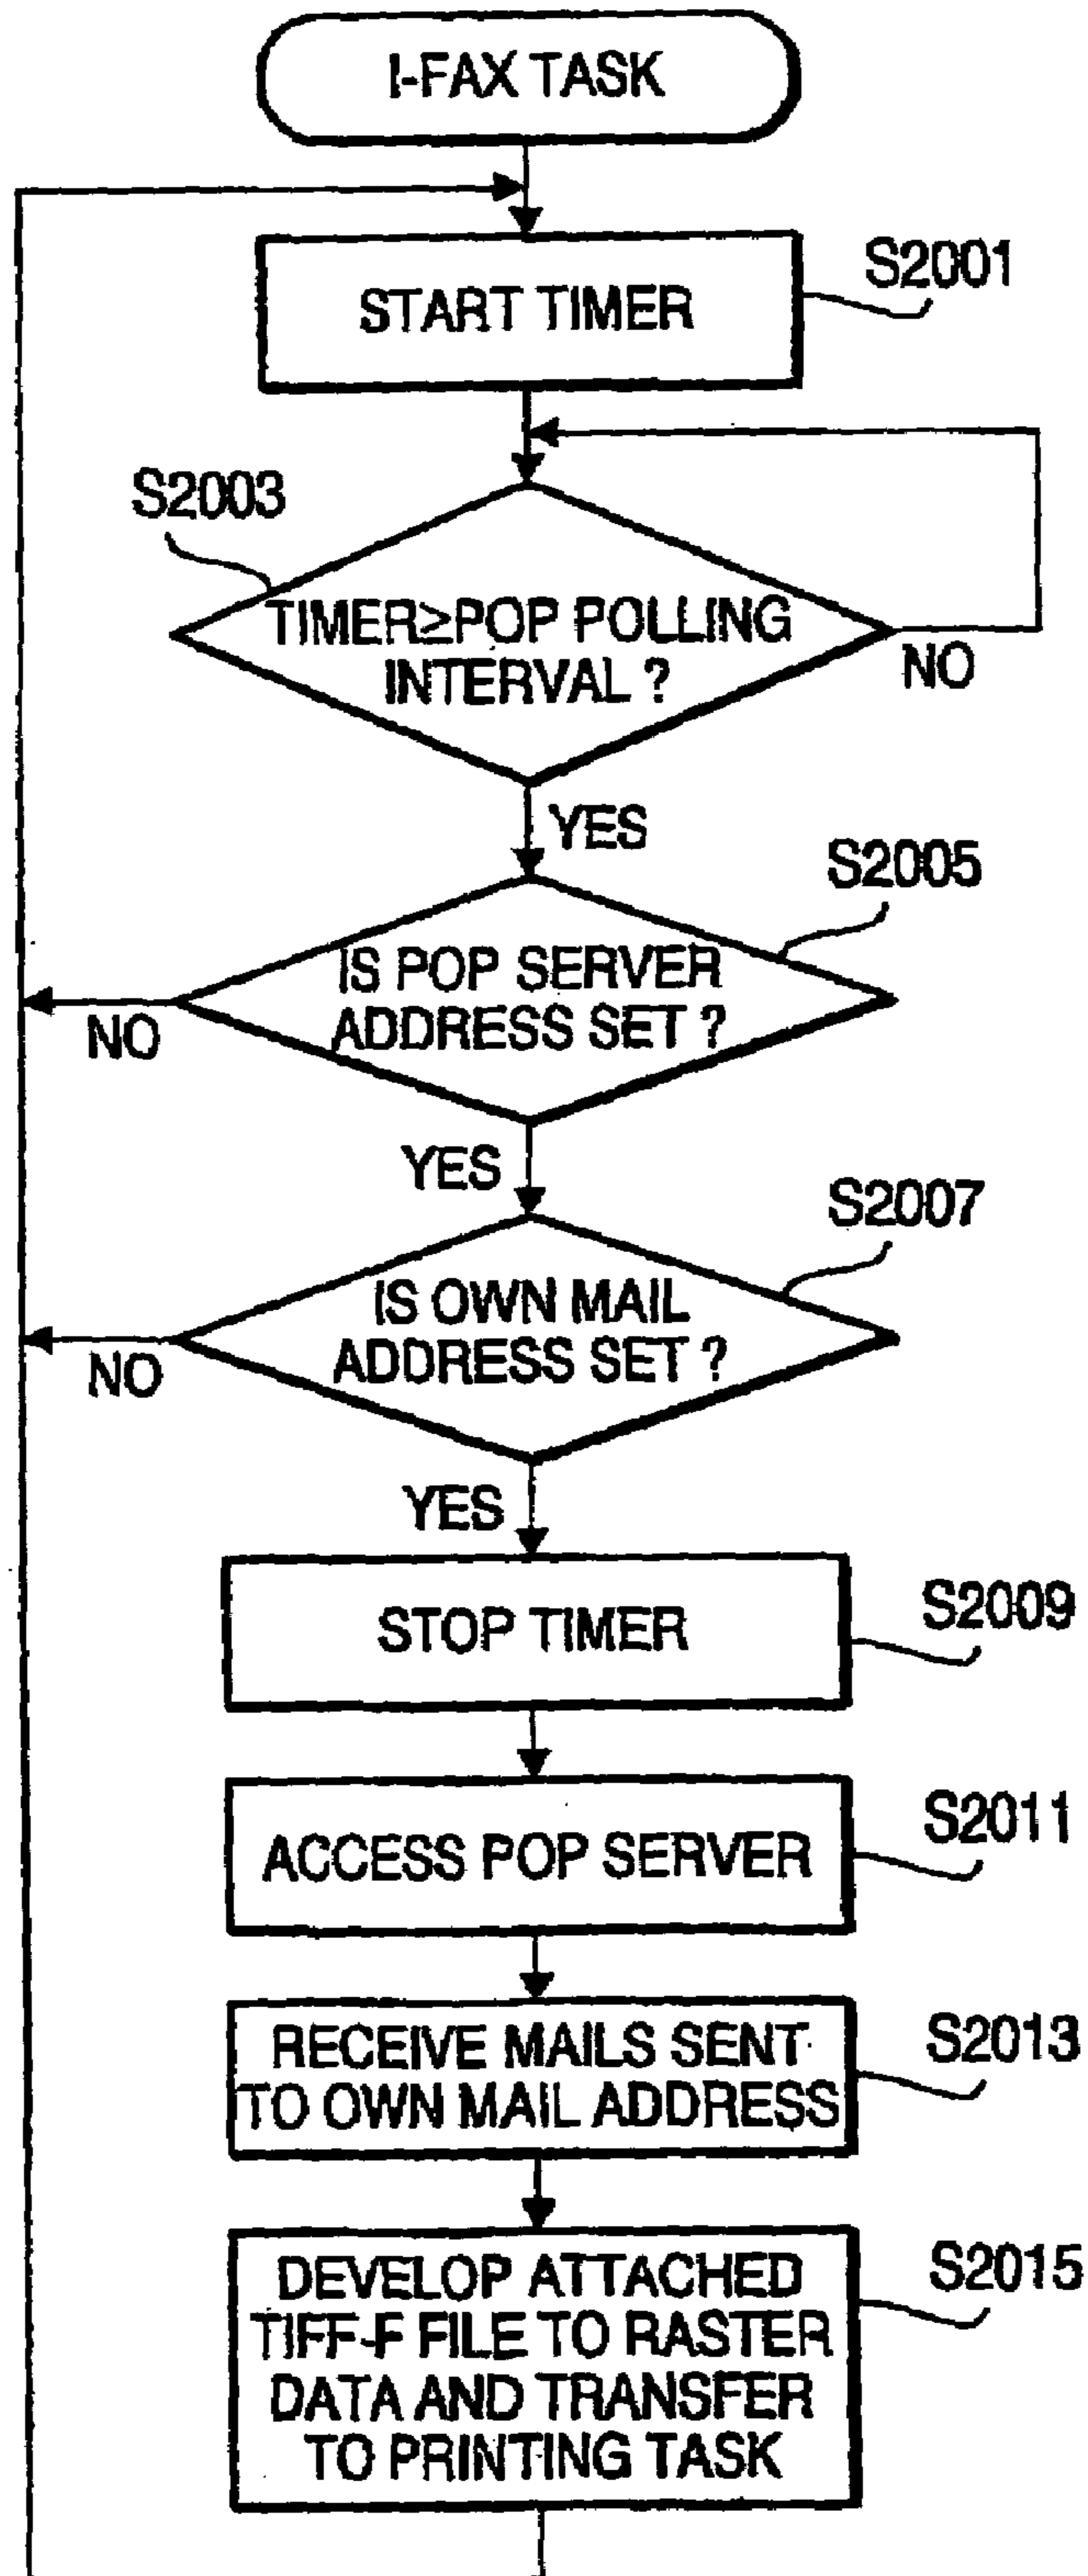 I-FAX TASK
START TIMER
S2001
S2003
TIMER≥POP POLLING
INTERVAL ?
NO
YES
S2005
IS POP SERVER
ADDRESS SET ?
NO
YES
S2007
IS OWN MAIL
ADDRESS SET ?
NO
YES
STOP TIMER
S2009
ACCESS POP SERVER
S2011
RECEIVE MAILS SENT
TO OWN MAIL ADDRESS
S2013
DEVELOP ATTACHED
TIFF-F FILE TO RASTER
DATA AND TRANSFER
TO PRINTING TASK
S2015